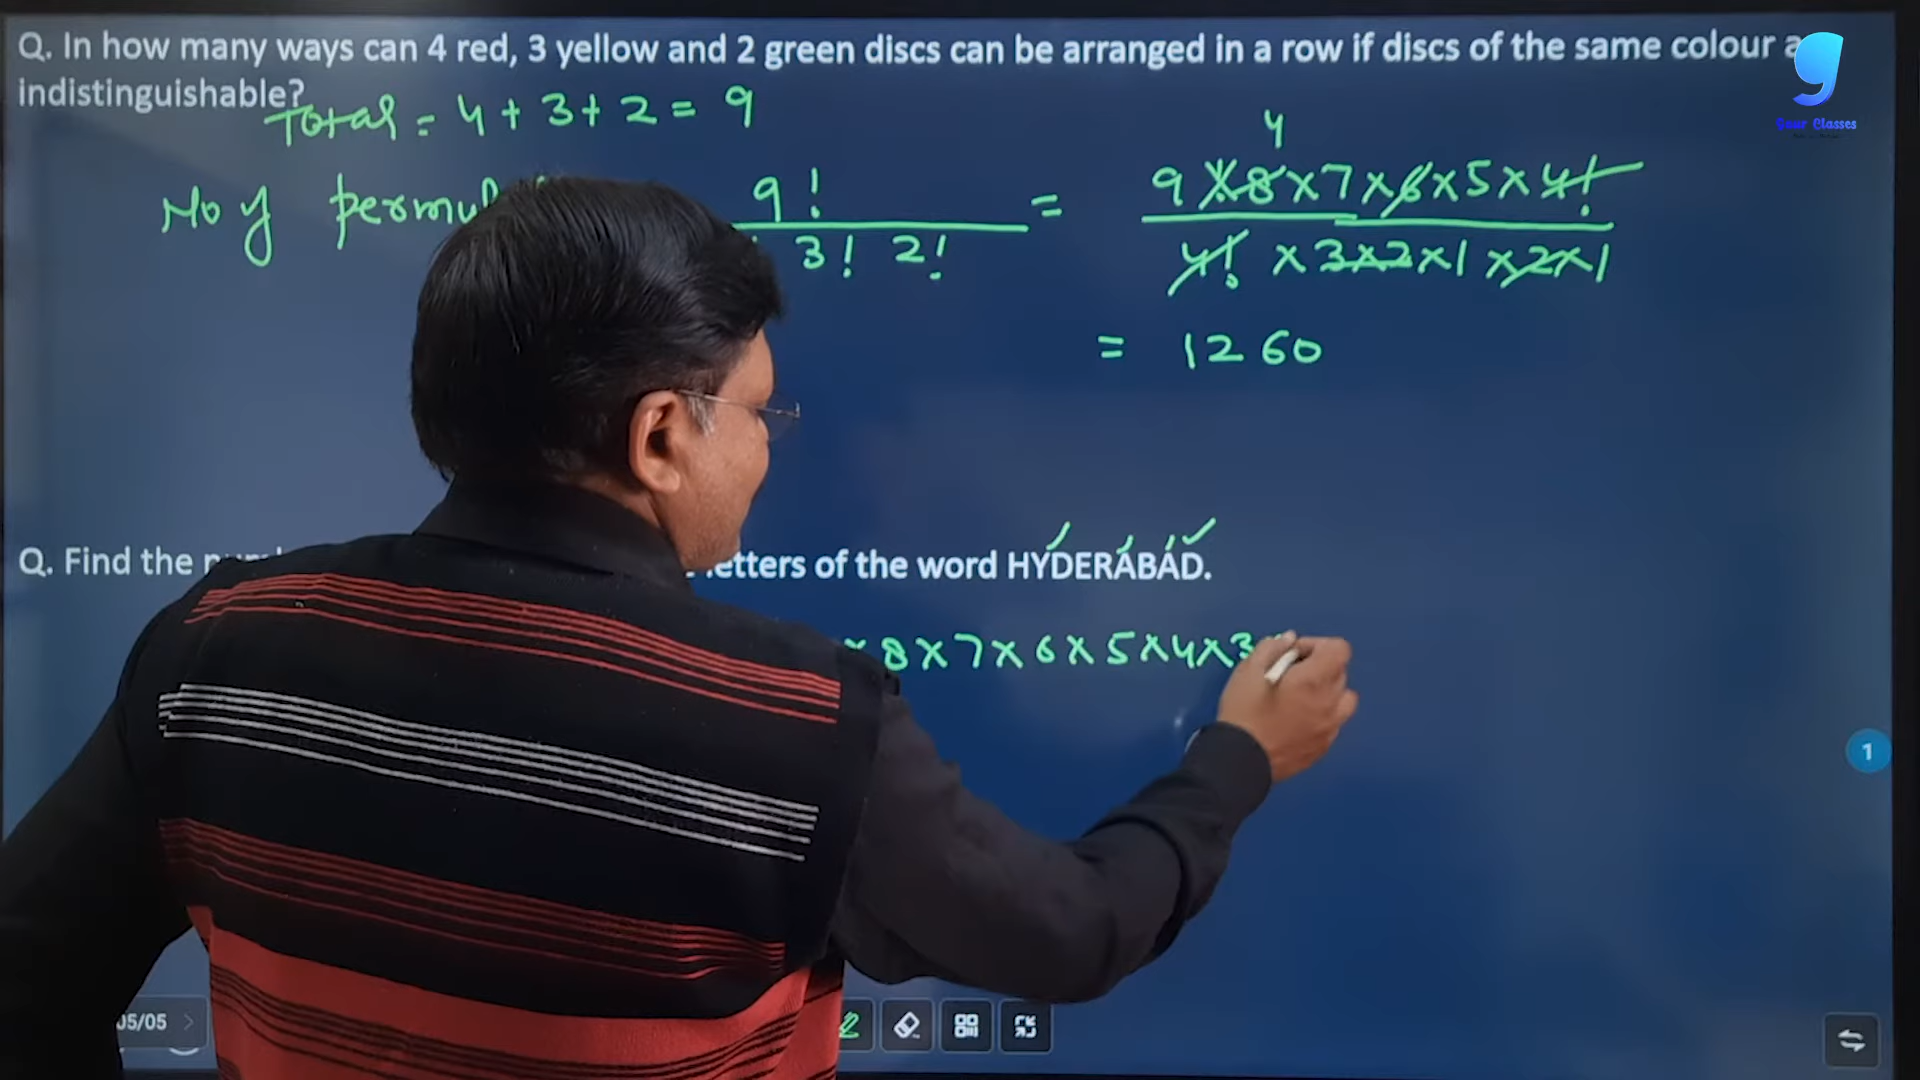 Q. In how many ways can 4 red, 3 yellow and 2 green discs can be arranged in a row if discs of the same colour a
indistinguishable?
Total = 4 + 3 + 2 = 9
4
No of permut 9! = 9 × 8 × 7 × 6 × 5 × 4!
! 3! 2! 4! × 3×2×1 ×2×1
= 1260
Gaur Classes
Q. Find the num etters of the word HYDERABAD.
× 8 × 7 × 6 × 5 × 4 × 3
1
05/05